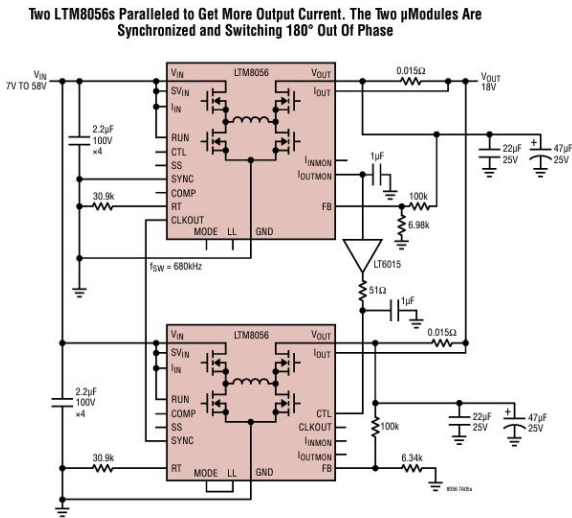 Two LTM8056s Paralleled to Get More Output Current. The Two µModules Are
Synchronized and Switching 180° Out Of Phase
VIN
7V TO 58V
2.2µF
100V
×4
30.9k
VIN
SVIN
IIN
RUN
CTL
SS
SYNC
COMP
RT
CLKOUT
LTM8056
MODE
LL
GND
VOUT
IOUT
IINMON
IOUTMON
FB
fSW = 680kHz
0.015Ω
VOUT
18V
1µF
100k
6.98k
22µF
25V
+
47µF
25V
LT6015
51Ω
1µF
2.2µF
100V
×4
30.9k
VIN
SVIN
IIN
RUN
COMP
SS
SYNC
RT
LTM8056
MODE
LL
GND
VOUT
IOUT
CTL
CLKOUT
IINMON
IOUTMON
FB
0.015Ω
100k
6.34k
22µF
25V
+
47µF
25V
8056 TA05a